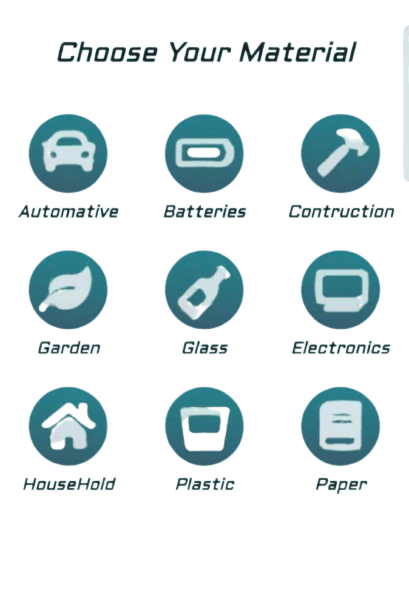 Choose Your Material
Automative Batteries Contruction
Garden Glass Electronics
HouseHold Plastic Paper